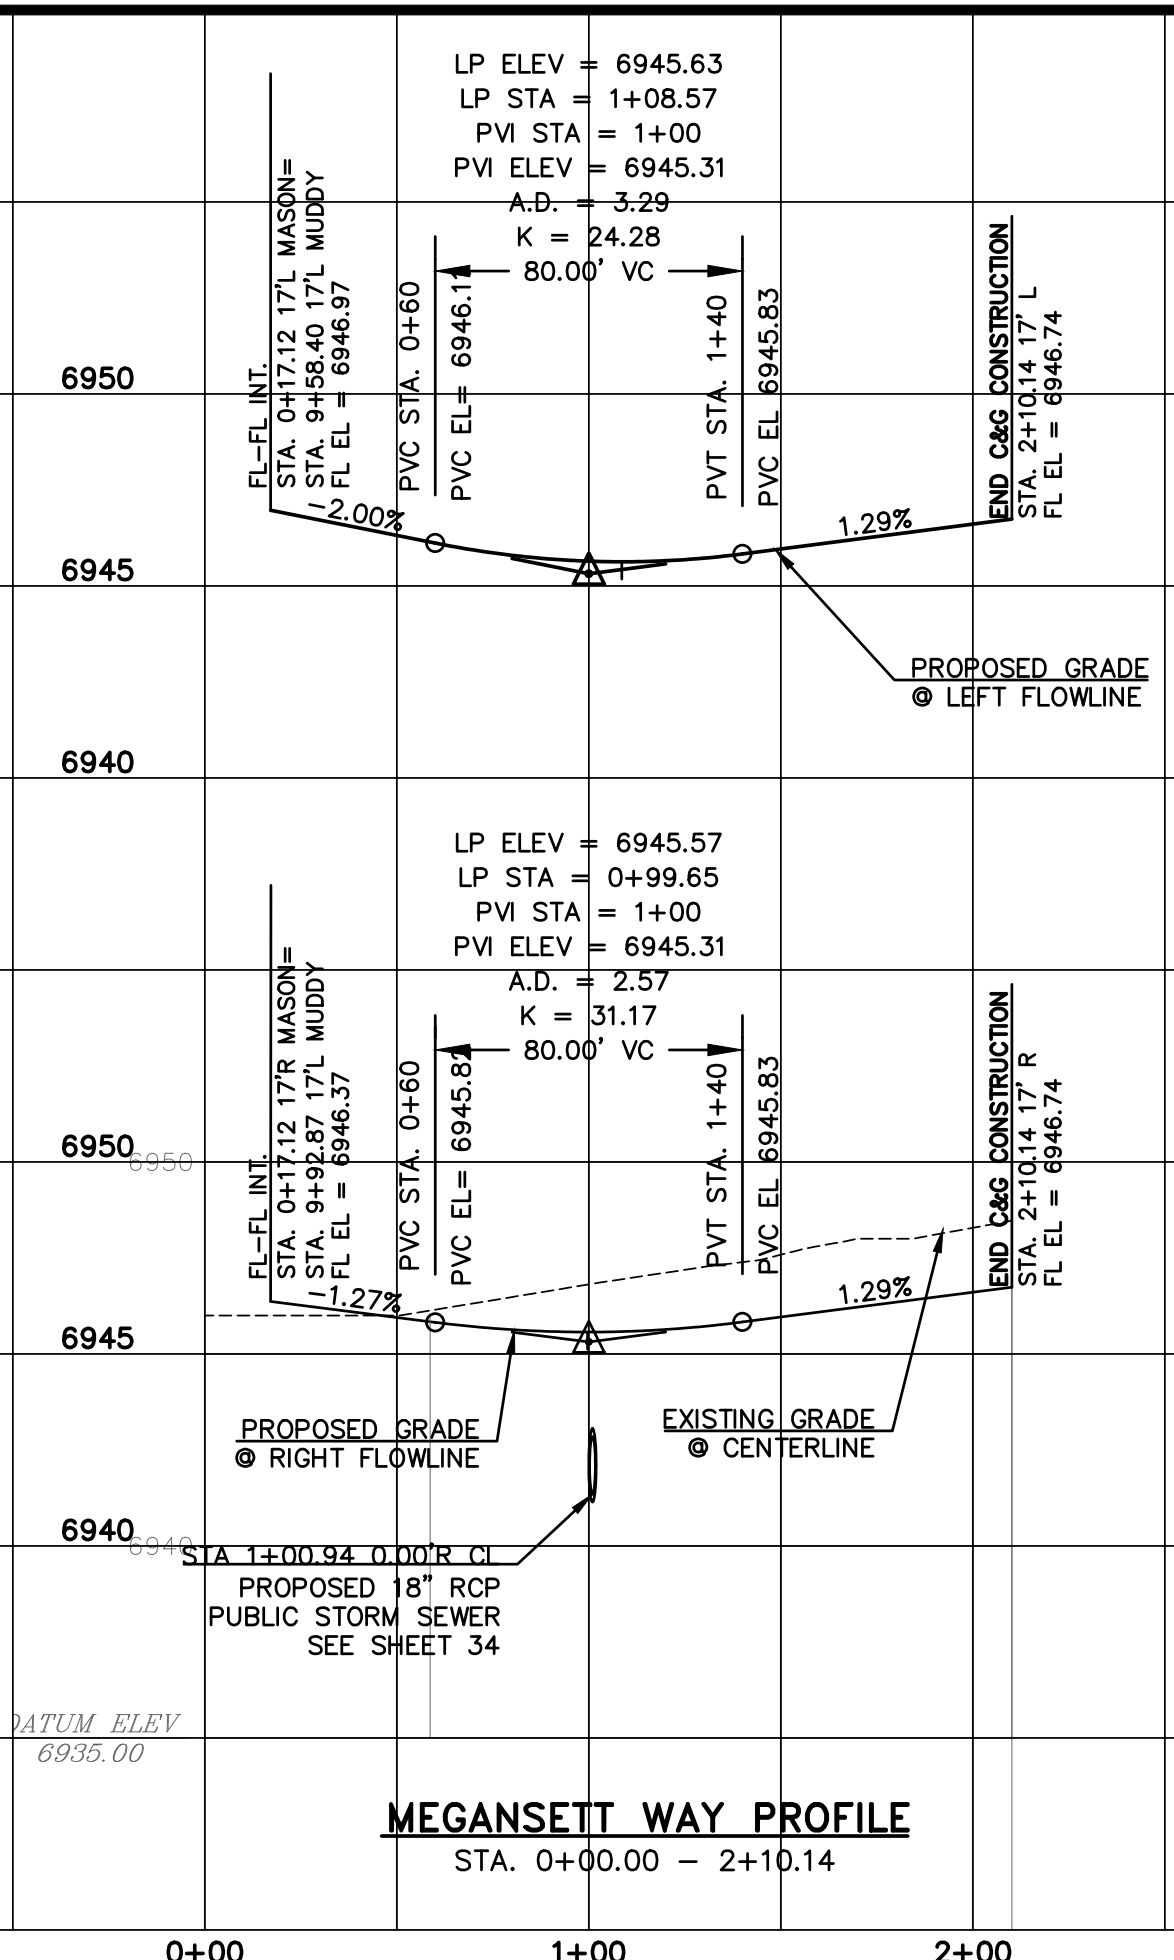 LP ELEV = 6945.63
LP STA = 1+08.57
PVI STA = 1+00
PVI ELEV = 6945.31
A.D. = 3.29
K = 24.28
80.00' VC
FL-FL INT.
STA. 0+17.12 17'L MASON=
STA. 9+58.40 17'L MUDDY
FL EL = 6946.97
PVC STA. 0+60
PVC EL= 6946.11
PVT STA. 1+40
PVC EL 6945.83
END C&G CONSTRUCTION
STA. 2+10.14 17' L
FL EL = 6946.74
6950
-2.00%
1.29%
6945
PROPOSED GRADE
@ LEFT FLOWLINE
6940
LP ELEV = 6945.57
LP STA = 0+99.65
PVI STA = 1+00
PVI ELEV = 6945.31
A.D. = 2.57
K = 31.17
80.00' VC
FL-FL INT.
STA. 0+17.12 17'R MASON=
STA. 9+92.87 17'L MUDDY
FL EL = 6946.37
PVC STA. 0+60
PVC EL= 6945.82
PVT STA. 1+40
PVC EL 6945.83
END C&G CONSTRUCTION
STA. 2+10.14 17' R
FL EL = 6946.74
6950
6950
-1.27%
1.29%
6945
PROPOSED GRADE
@ RIGHT FLOWLINE
EXISTING GRADE
@ CENTERLINE
6940
6940
STA 1+00.94 0.00'R CL
PROPOSED 18" RCP
PUBLIC STORM SEWER
SEE SHEET 34
DATUM ELEV
6935.00
MEGANSETT WAY PROFILE
STA. 0+00.00 - 2+10.14
0+00 1+00 2+00